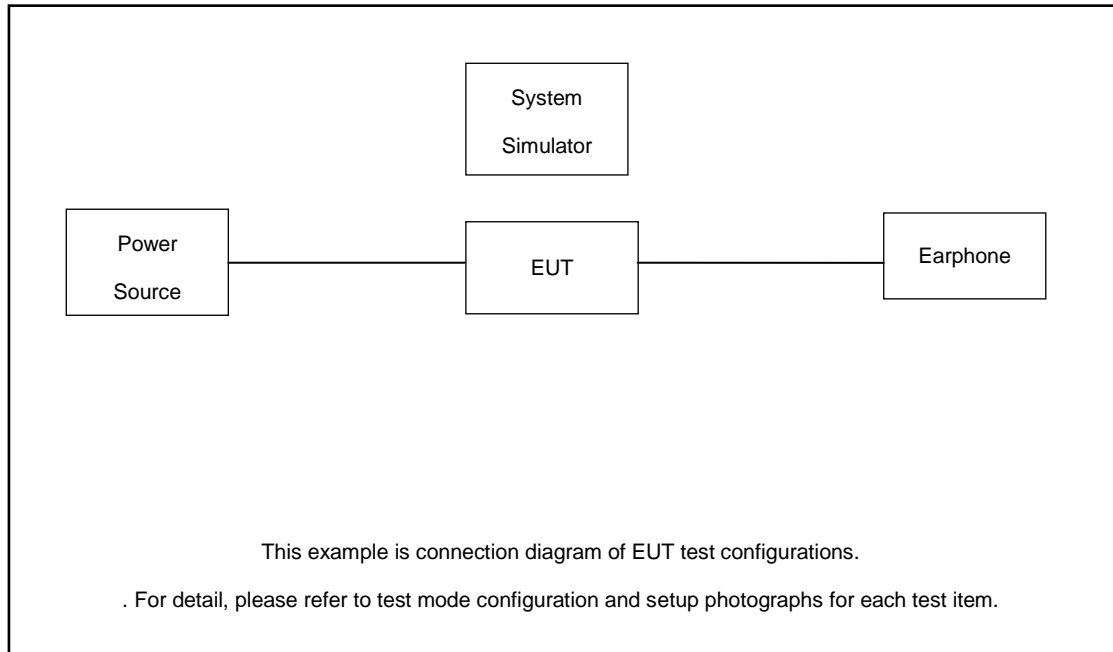 System
Simulator
Power
Source
EUT
Earphone
This example is connection diagram of EUT test configurations.
. For detail, please refer to test mode configuration and setup photographs for each test item.